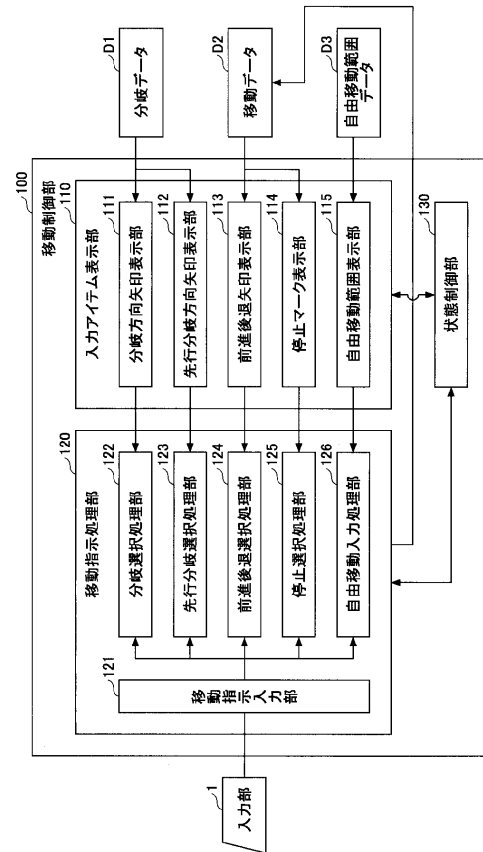 100
移動制御部
110
入力アイテム表示部
111
分岐方向矢印表示部
112
先行分岐方向矢印表示部
113
前進後退矢印表示部
114
停止マーク表示部
115
自由移動範囲表示部
120
移動指示処理部
121
移動指示入力部
122
分岐選択処理部
123
先行分岐選択処理部
124
前進後退選択処理部
125
停止選択処理部
126
自由移動入力処理部
130
状態制御部
1
入力部
D1
分岐データ
D2
移動データ
D3
自由移動範囲
データ